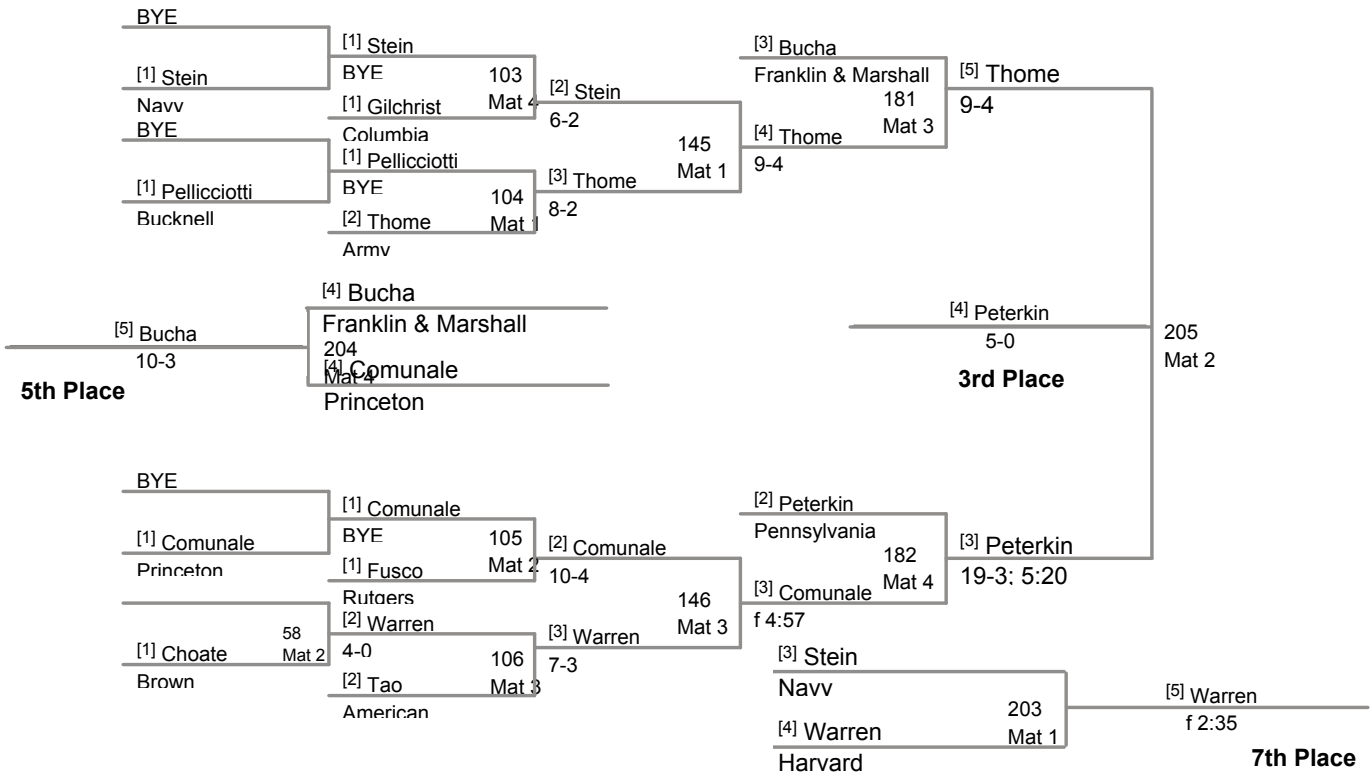 BYE
[1] Stein
Navy
[1] Stein
BYE
103
Mat 4
[1] Gilchrist
Columbia
BYE
[1] Pellicciotti
Bucknell
[1] Pellicciotti
BYE
104
Mat 1
[2] Thome
Army
[2] Stein
6-2
[3] Thome
8-2
145
Mat 1
[3] Bucha
Franklin & Marshall
181
Mat 3
[4] Thome
9-4
[5] Thome
9-4
[4] Bucha
Franklin & Marshall
204
Mat 4
[4] Comunale
Princeton
[5] Bucha
10-3
5th Place
[4] Peterkin
5-0
3rd Place
205
Mat 2
BYE
[1] Comunale
Princeton
[1] Comunale
BYE
105
Mat 2
[1] Fusco
Rutgers
58
Mat 2
[1] Choate
Brown
[2] Warren
4-0
106
Mat 3
[2] Tao
American
[2] Comunale
10-4
[3] Warren
7-3
146
Mat 3
[2] Peterkin
Pennsylvania
182
Mat 4
[3] Comunale
f 4:57
[3] Peterkin
19-3; 5:20
[3] Stein
Navy
203
Mat 1
[4] Warren
Harvard
[5] Warren
f 2:35
7th Place